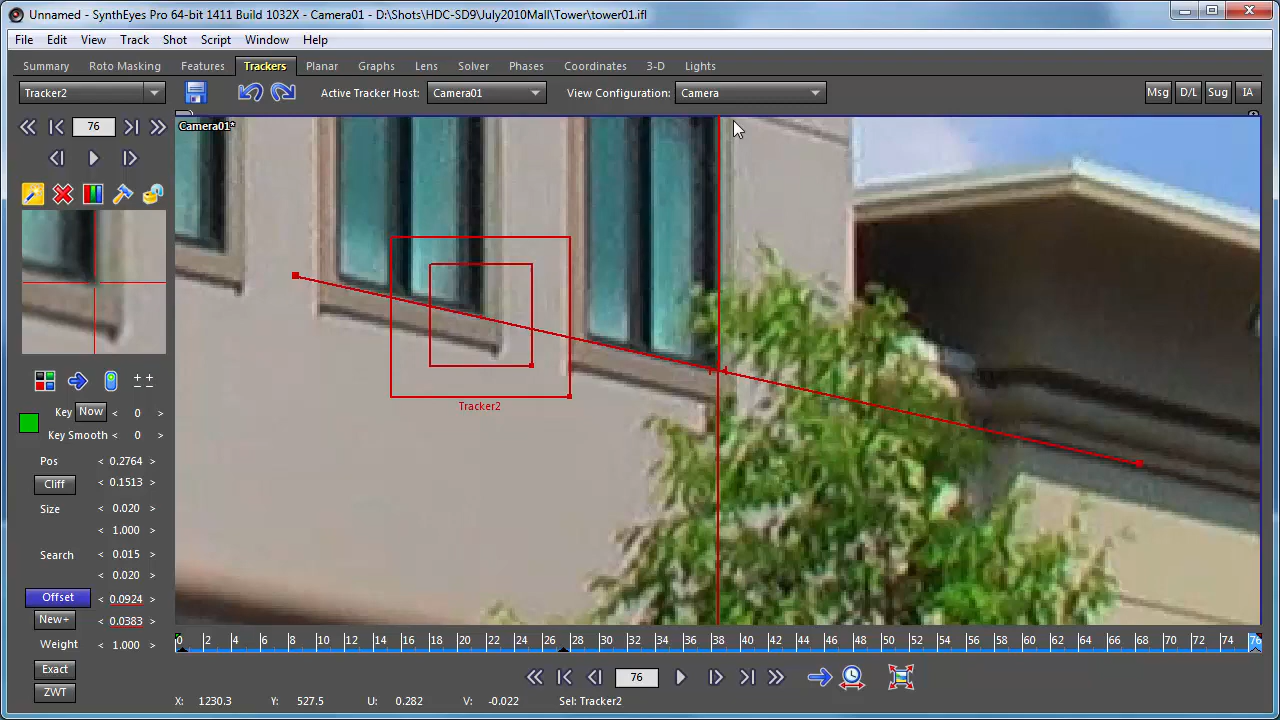 Unnamed - SynthEyes Pro 64-bit 1411 Build 1032X - Camera01 - D:\Shots\HDC-SD9\July2010Mall\Tower\tower01.ifl
File Edit View Track Shot Script Window Help
Summary Roto Masking Features Trackers Planar Graphs Lens Solver Phases Coordinates 3-D Lights
Tracker2 Active Tracker Host: Camera01 View Configuration: Camera Msg D/L Sug IA
76
Camera01*
Tracker2
Key Now < 0 >
Key Smooth < 0 >
Pos < 0.2764 >
Cliff < 0.1513 >
Size < 0.020 >
< 1.000 >
Search < 0.015 >
< 0.020 >
Offset < 0.0924 >
New+ < 0.0383 >
Weight < 1.000 >
Exact
ZWT
0 2 4 6 8 10 12 14 16 18 20 22 24 26 28 30 32 34 36 38 40 42 44 46 48 50 52 54 56 58 60 62 64 66 68 70 72 74 76
76
X: 1230.3 Y: 527.5 U: 0.282 V: -0.022 Sel: Tracker2